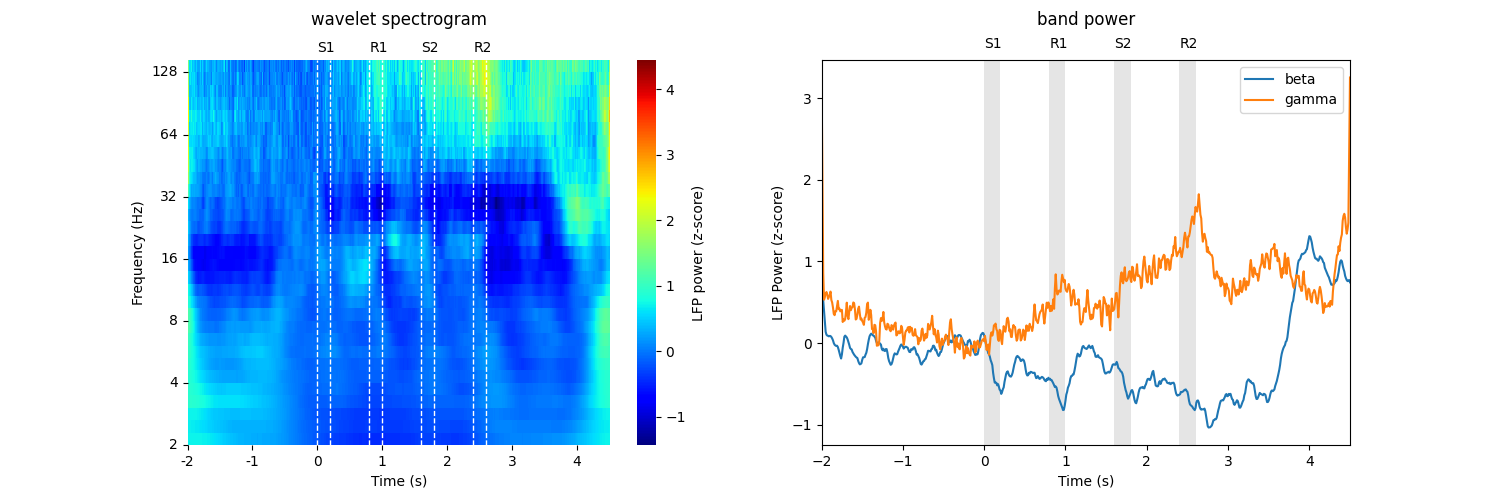 wavelet spectrogram
S1 R1 S2 R2
128
64
32
16
8
4
2
Frequency (Hz)
-2 -1 0 1 2 3 4
Time (s)
4
3
2
1
0
−1
LFP power (z-score)
band power
S1 R1 S2 R2
beta
gamma
3
2
1
0
−1
LFP Power (z-score)
−2 −1 0 1 2 3 4
Time (s)